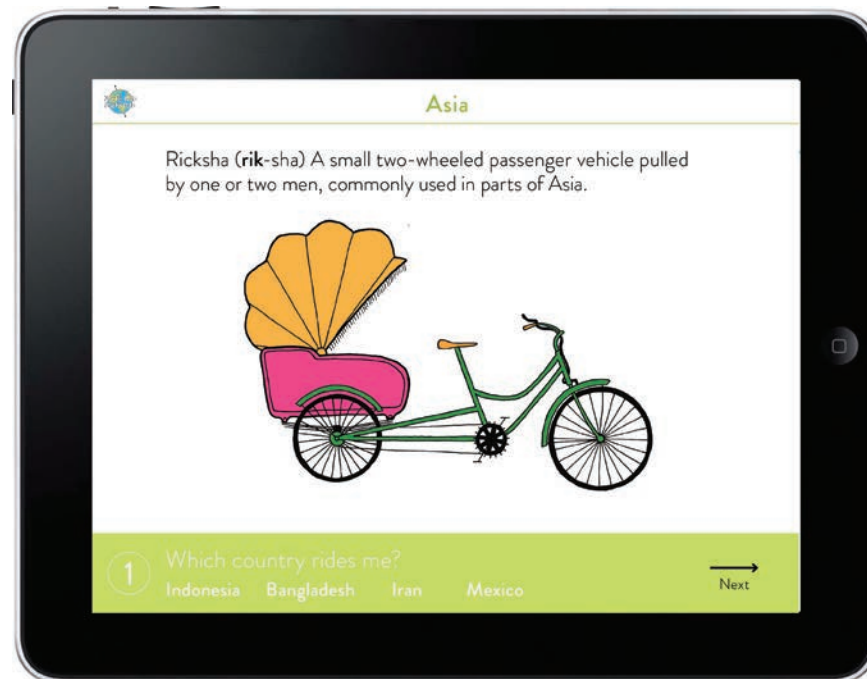 Asia
Ricksha (rik-sha) A small two-wheeled passenger vehicle pulled
by one or two men, commonly used in parts of Asia.
1
Which country rides me?
Indonesia Bangladesh Iran Mexico
Next